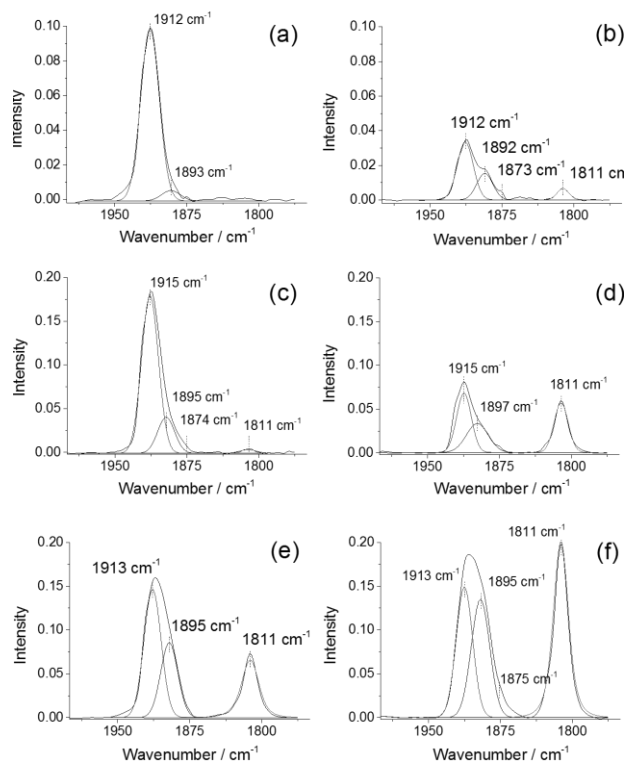 (a)
1912 cm-1
1893 cm-1
Intensity
0.10
0.08
0.06
0.04
0.02
0.00
1950 1875 1800
Wavenumber / cm-1
(b)
1912 cm-1
1892 cm-1
1873 cm-1
1811 cm
Intensity
0.10
0.08
0.06
0.04
0.02
0.00
1950 1875 1800
Wavenumber / cm-1
(c)
1915 cm-1
1895 cm-1
1874 cm-1
1811 cm-1
Intensity
0.20
0.15
0.10
0.05
0.00
1950 1875 1800
Wavenumber / cm-1
(d)
1915 cm-1
1897 cm-1
1811 cm-1
Intensity
0.20
0.15
0.10
0.05
0.00
1950 1875 1800
Wavenumber / cm-1
(e)
1913 cm-1
1895 cm-1
1811 cm-1
Intensity
0.20
0.15
0.10
0.05
0.00
1950 1875 1800
Wavenumber / cm-1
(f)
1811 cm-1
1913 cm-1
1895 cm-1
1875 cm-1
Intensity
0.20
0.15
0.10
0.05
0.00
1950 1875 1800
Wavenumber / cm-1